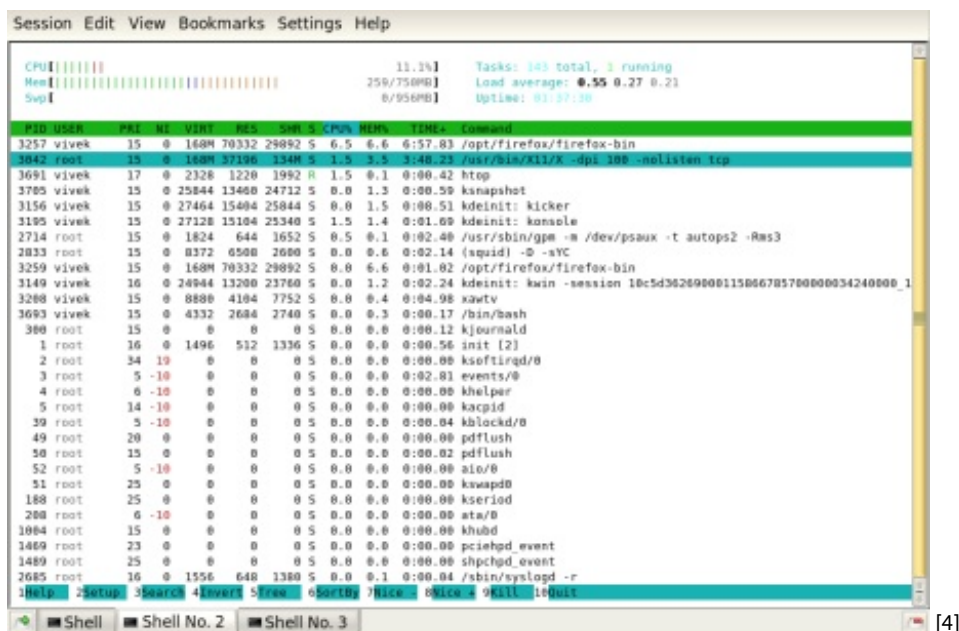 Session Edit View Bookmarks Settings Help
CPU[|||||| 11.1%] Tasks: 143 total, 1 running
Mem[||||||||||||||||||||||||||||| 259/750MB] Load average: 0.55 0.27 0.21
Swp[ 0/956MB] Uptime: 01:37:30
PID USER PRI NI VIRT RES SHR S CPU% MEM% TIME+ Command
3257 vivek 15 0 168M 70332 29892 S 6.5 6.6 6:57.83 /opt/firefox/firefox-bin
3042 root 15 0 168M 37196 134M S 1.5 3.5 3:48.23 /usr/bin/X11/X -dpi 100 -nolisten tcp
3691 vivek 17 0 2328 1220 1992 R 1.5 0.1 0:00.42 htop
3705 vivek 15 0 25844 13460 24712 S 0.0 1.3 0:00.59 ksnapshot
3156 vivek 15 0 27464 15404 25844 S 0.0 1.5 0:08.51 kdeinit: kicker
3195 vivek 15 0 27128 15104 25340 S 1.5 1.4 0:01.69 kdeinit: konsole
2714 root 15 0 1824 644 1652 S 0.5 0.1 0:02.40 /usr/sbin/gpm -m /dev/psaux -t autops2 -Rms3
2833 root 15 0 8372 6508 2600 S 0.0 0.6 0:02.14 (squid) -D -sYC
3259 vivek 15 0 168M 70332 29892 S 0.0 6.6 0:01.02 /opt/firefox/firefox-bin
3149 vivek 16 0 24944 13200 23760 S 0.0 1.2 0:02.24 kdeinit: kwin -session
3208 vivek 15 0 8880 4104 7752 S 0.0 0.4 0:04.98 xawtv
3693 vivek 15 0 4332 2684 2740 S 0.0 0.3 0:00.17 /bin/bash
300 root 15 0 0 0 0 S 0.0 0.0 0:00.12 kjournald
1 root 16 0 1496 512 1336 S 0.0 0.0 0:00.56 init [2]
2 root 34 19 0 0 0 S 0.0 0.0 0:00.00 ksoftirqd/0
3 root 5 -10 0 0 0 S 0.0 0.0 0:02.81 events/0
4 root 6 -10 0 0 0 S 0.0 0.0 0:00.00 khelper
5 root 14 -10 0 0 0 S 0.0 0.0 0:00.00 kacpid
39 root 5 -10 0 0 0 S 0.0 0.0 0:00.04 kblockd/0
49 root 20 0 0 0 0 S 0.0 0.0 0:00.00 pdflush
50 root 15 0 0 0 0 S 0.0 0.0 0:00.02 pdflush
52 root 5 -10 0 0 0 S 0.0 0.0 0:00.00 aio/0
51 root 25 0 0 0 0 S 0.0 0.0 0:00.00 kswapd0
188 root 25 0 0 0 0 S 0.0 0.0 0:00.00 kseriod
208 root 6 -10 0 0 0 S 0.0 0.0 0:00.00 ata/0
1004 root 15 0 0 0 0 S 0.0 0.0 0:00.00 khubd
1469 root 23 0 0 0 0 S 0.0 0.0 0:00.00 pciehpd_event
1489 root 25 0 0 0 0 S 0.0 0.0 0:00.00 shpchpd_event
2685 root 16 0 1556 648 1380 S 0.0 0.1 0:00.04 /sbin/syslogd -r
1Help 2Setup 3Search 4Invert 5Tree 6SortBy 7Nice - 8Nice + 9Kill 10Quit
Shell Shell No. 2 Shell No. 3
[4]